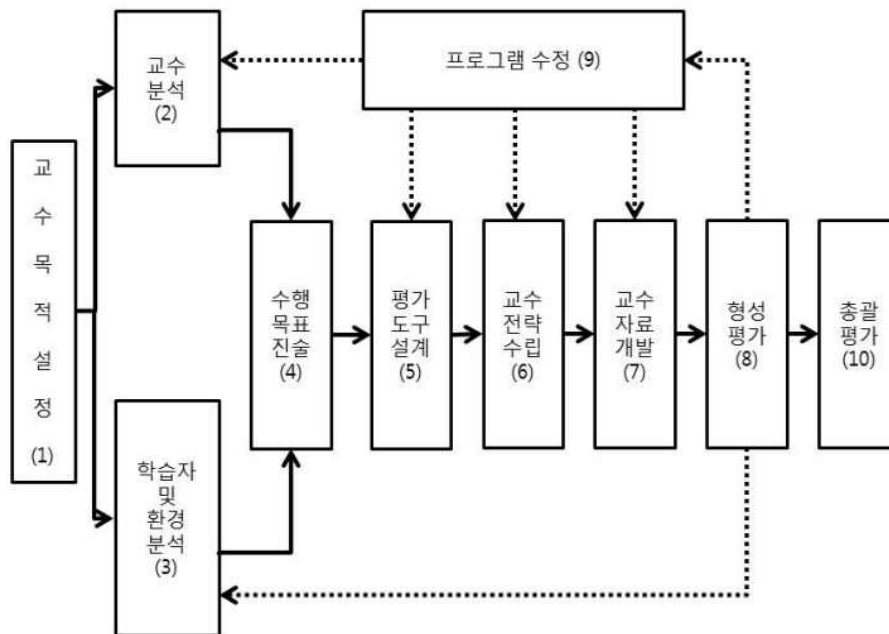 교
수
목
적
설
정
(1)
교수
분석
(2)
학습자
및
환경
분석
(3)
프로그램 수정 (9)
수행
목표
진술
(4)
평가
도구
설계
(5)
교수
전략
수립
(6)
교수
자료
개발
(7)
형성
평가
(8)
총괄
평가
(10)